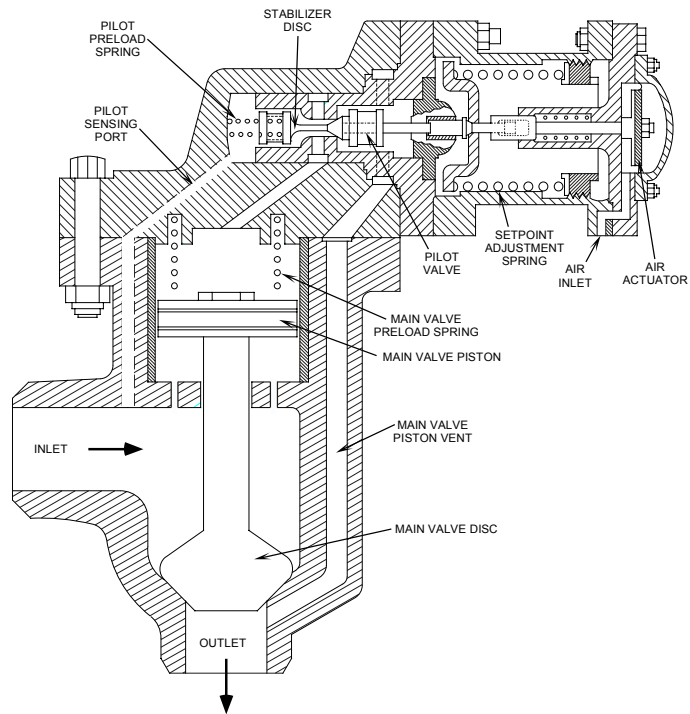 PILOT
PRELOAD
SPRING
STABILIZER
DISC
PILOT
SENSING
PORT
PILOT
VALVE
SETPOINT
ADJUSTMENT
SPRING
AIR
INLET
AIR
ACTUATOR
MAIN VALVE
PRELOAD SPRING
MAIN VALVE PISTON
MAIN VALVE
PISTON VENT
INLET
MAIN VALVE DISC
OUTLET